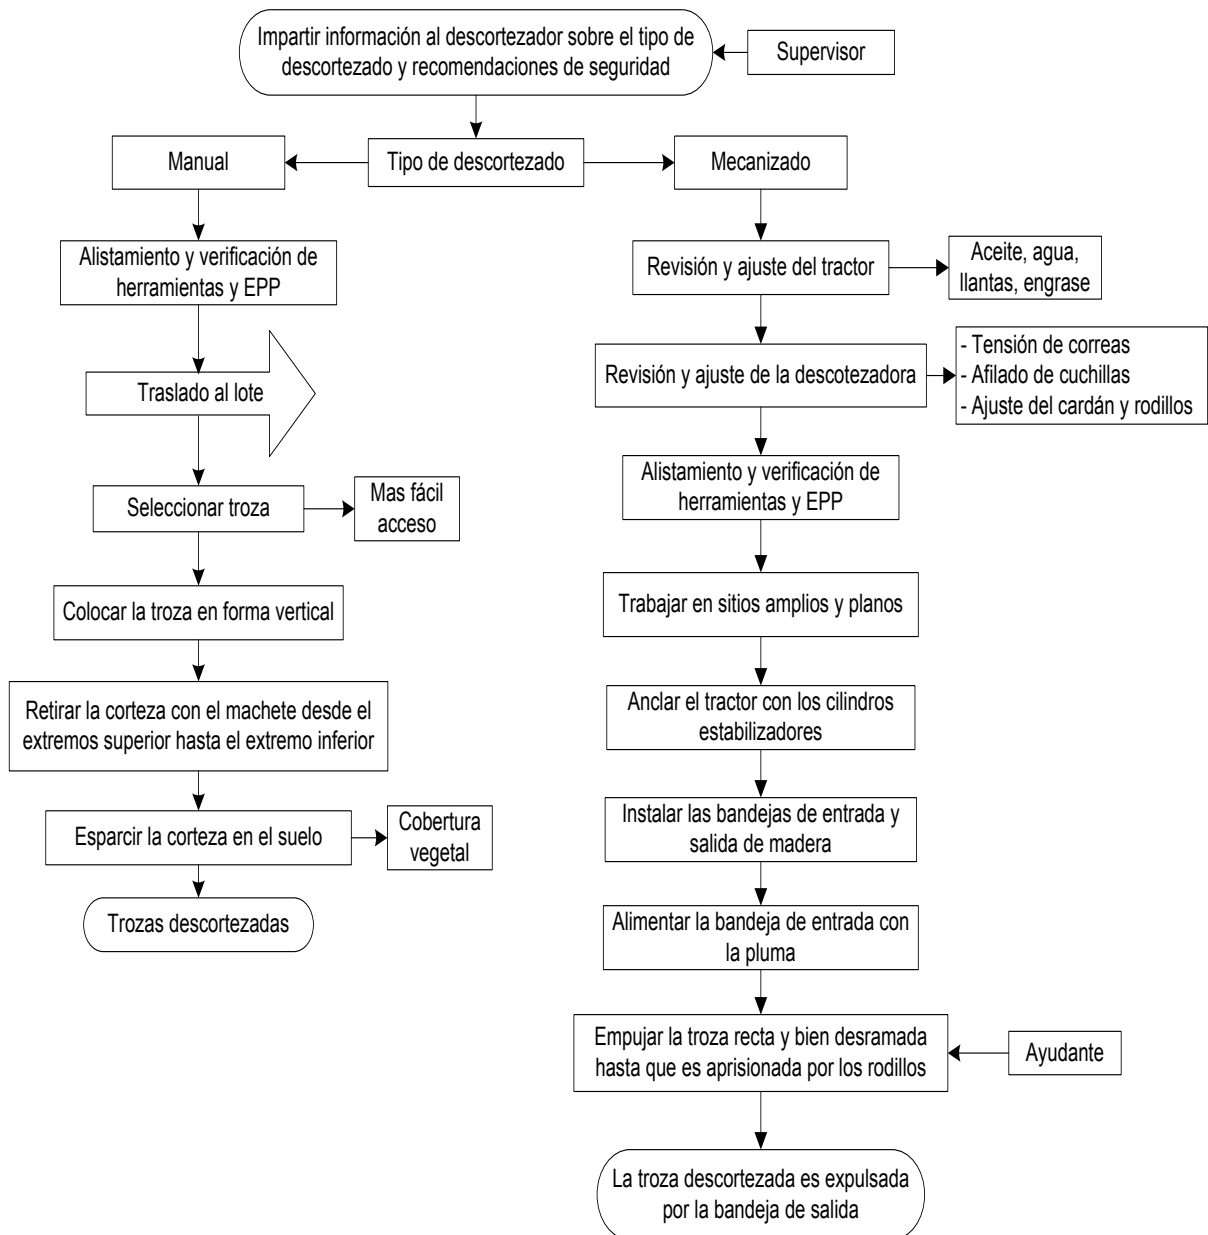 Impartir información al descortezador sobre el tipo de
descortezado y recomendaciones de seguridad
Supervisor
Manual
Tipo de descortezado
Mecanizado
Alistamiento y verificación de
herramientas y EPP
Traslado al lote
Seleccionar troza
Mas fácil
acceso
Colocar la troza en forma vertical
Retirar la corteza con el machete desde el
extremos superior hasta el extremo inferior
Esparcir la corteza en el suelo
Cobertura
vegetal
Trozas descortezadas
Revisión y ajuste del tractor
Aceite, agua,
llantas, engrase
Revisión y ajuste de la descotezadora
- Tensión de correas
- Afilado de cuchillas
- Ajuste del cardán y rodillos
Alistamiento y verificación de
herramientas y EPP
Trabajar en sitios amplios y planos
Anclar el tractor con los cilindros
estabilizadores
Instalar las bandejas de entrada y
salida de madera
Alimentar la bandeja de entrada con
la pluma
Empujar la troza recta y bien desramada
hasta que es aprisionada por los rodillos
Ayudante
La troza descortezada es expulsada
por la bandeja de salida